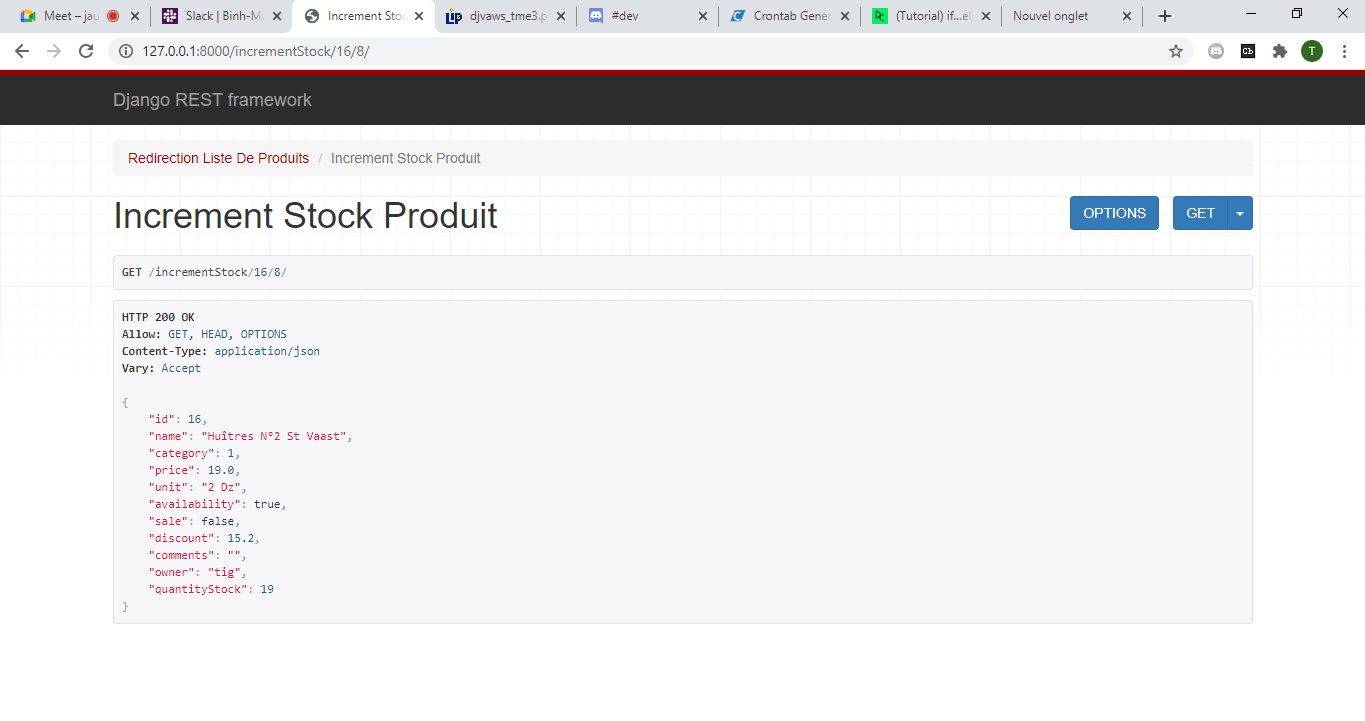 Meet – jau
Slack | Binh-Mi
Increment Stoc
djvaws_tme3.p
#dev
Crontab Gener
(Tutorial) if...el
Nouvel onglet
127.0.0.1:8000/incrementStock/16/8/
Cb
T
Django REST framework
Redirection Liste De Produits / Increment Stock Produit
Increment Stock Produit
OPTIONS
GET
GET /incrementStock/16/8/
HTTP 200 OK
Allow: GET, HEAD, OPTIONS
Content-Type: application/json
Vary: Accept
{
"id": 16,
"name": "Huîtres N°2 St Vaast",
"category": 1,
"price": 19.0,
"unit": "2 Dz",
"availability": true,
"sale": false,
"discount": 15.2,
"comments": "",
"owner": "tig",
"quantityStock": 19
}